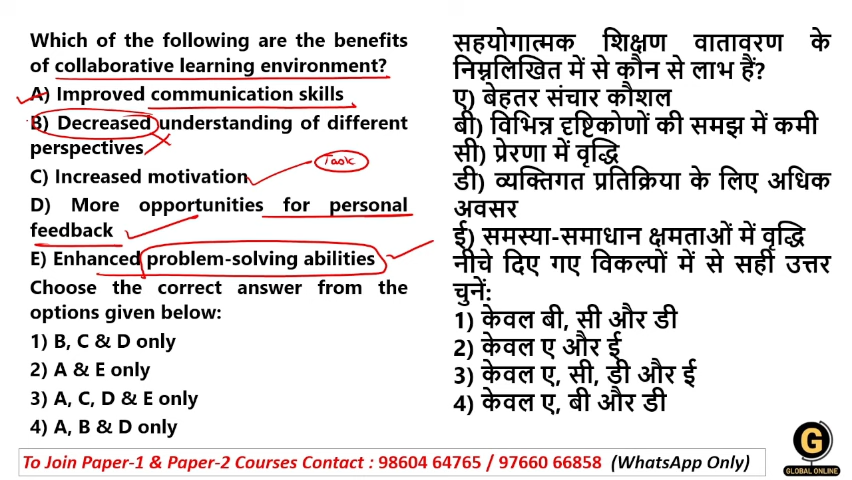 Which of the following are the benefits
of collaborative learning environment?
A) Improved communication skills
B) Decreased understanding of different
perspectives
Task
C) Increased motivation
D) More opportunities for personal
feedback
E) Enhanced problem-solving abilities
Choose the correct answer from the
options given below:
1) B, C & D only
2) A & E only
3) A, C, D & E only
4) A, B & D only
सहयोगात्मक शिक्षण वातावरण के
निम्नलिखित में से कौन से लाभ हैं?
ए) बेहतर संचार कौशल
बी) विभिन्न दृष्टिकोणों की समझ में कमी
सी) प्रेरणा में वृद्धि
डी) व्यक्तिगत प्रतिक्रिया के लिए अधिक
अवसर
ई) समस्या-समाधान क्षमताओं में वृद्धि
नीचे दिए गए विकल्पों में से सही उत्तर
चुनें:
1) केवल बी, सी और डी
2) केवल ए और ई
3) केवल ए, सी, डी और ई
4) केवल ए, बी और डी
G
GLOBAL ONLINE
To Join Paper-1 & Paper-2 Courses Contact : 98604 64765 / 97660 66858 (WhatsApp Only)